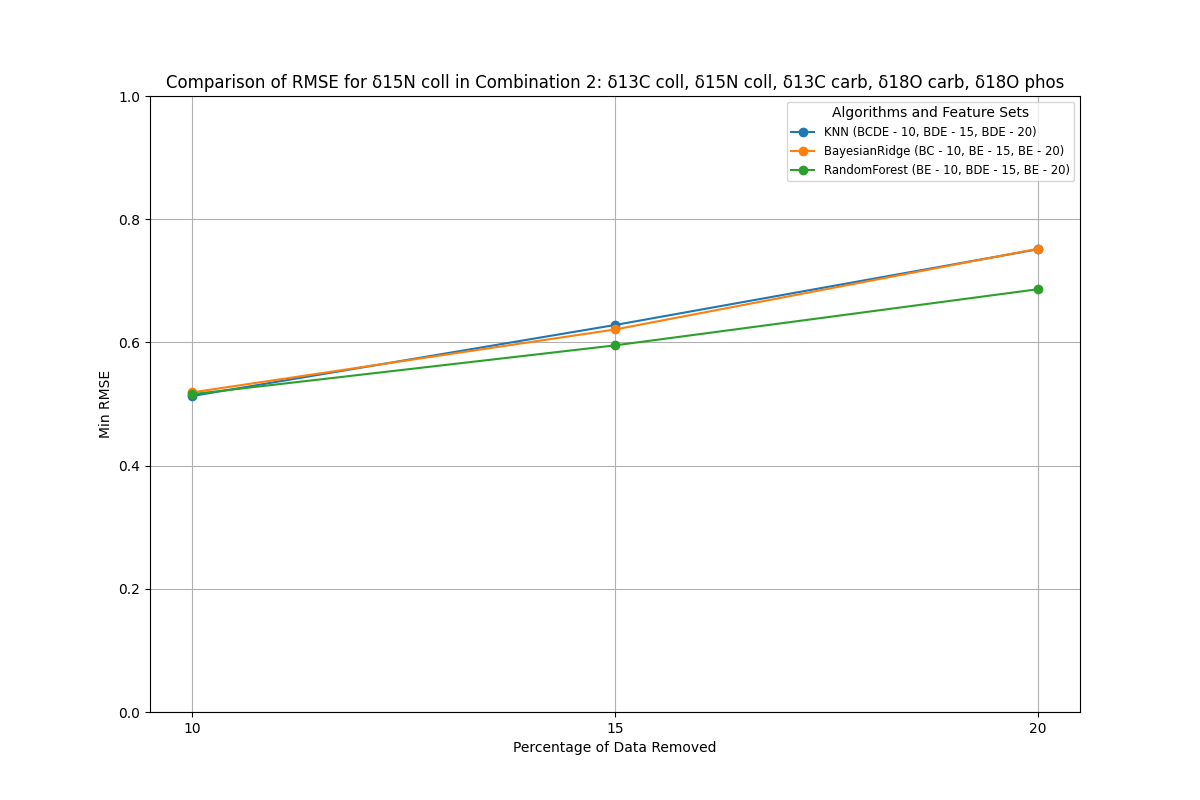 Comparison of RMSE for δ15N coll in Combination 2: δ13C coll, δ15N coll, δ13C carb, δ18O carb, δ18O phos
Algorithms and Feature Sets
KNN (BCDE - 10, BDE - 15, BDE - 20)
BayesianRidge (BC - 10, BE - 15, BE - 20)
RandomForest (BE - 10, BDE - 15, BE - 20)
1.0
0.8
0.6
0.4
0.2
0.0
Min RMSE
10
15
20
Percentage of Data Removed